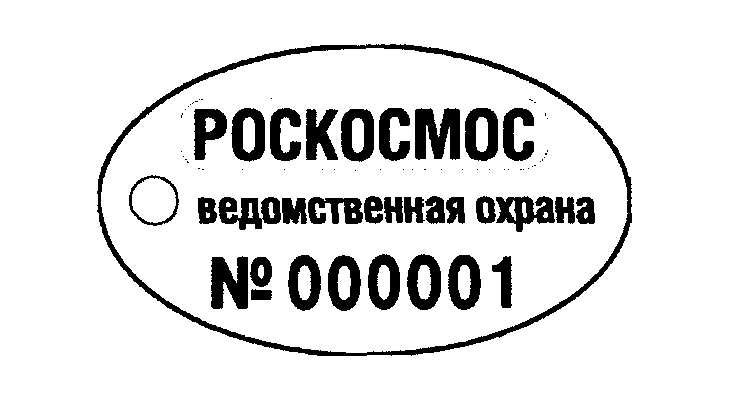 РОСКОСМОС
ведомственная охрана
№ 000001